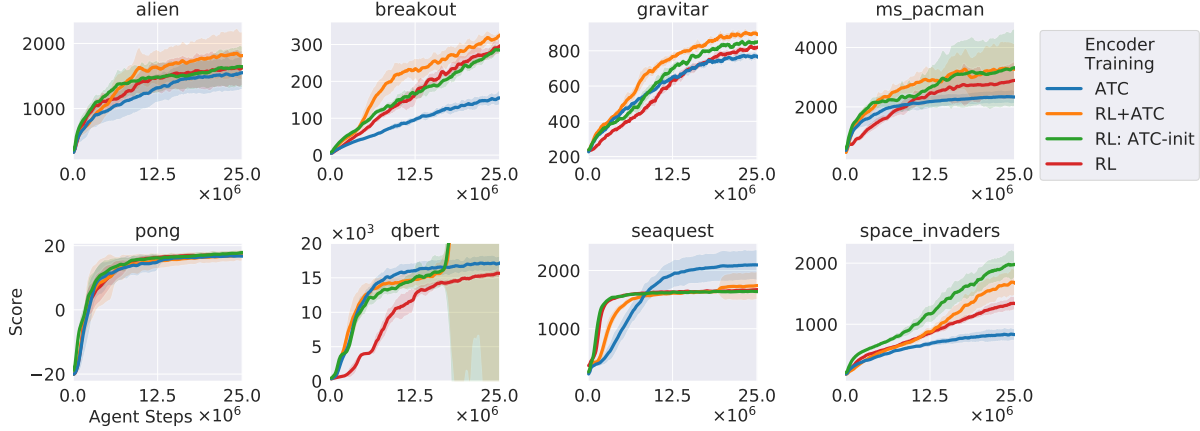 alien
breakout
gravitar
ms_pacman
2000
1000
0.0 12.5 25.0
×10⁶
300
200
100
0
0.0 12.5 25.0
×10⁶
800
600
400
200
0.0 12.5 25.0
×10⁶
4000
2000
0.0 12.5 25.0
×10⁶
Encoder
Training
ATC
RL+ATC
RL: ATC-init
RL
pong
qbert
seaquest
space_invaders
Score
20
0
−20
0.0 12.5 25.0
Agent Steps ×10⁶
×10³
20
15
10
5
0
0.0 12.5 25.0
×10⁶
2000
1000
0.0 12.5 25.0
×10⁶
2000
1000
0.0 12.5 25.0
×10⁶